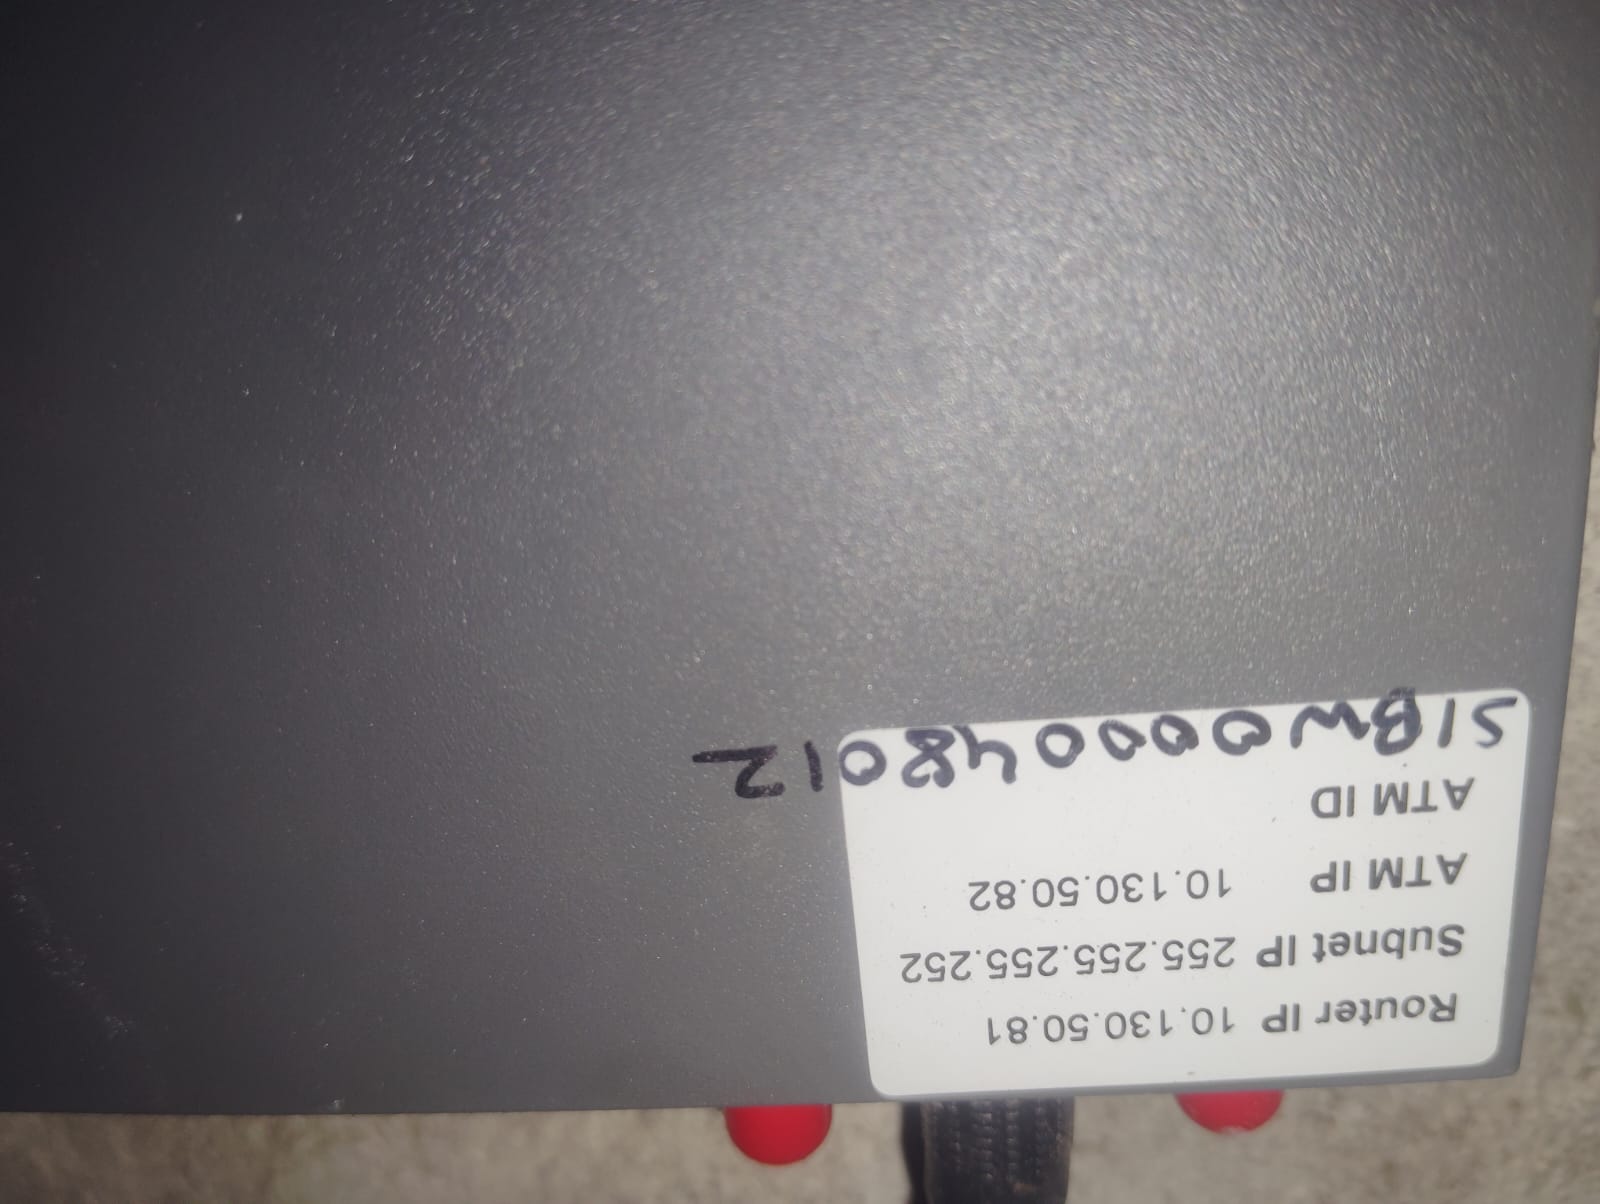 Router IP 10.130.50.81
Subnet IP 255.255.255.252
ATM IP 10.130.50.82
ATM ID
S1BW000048012